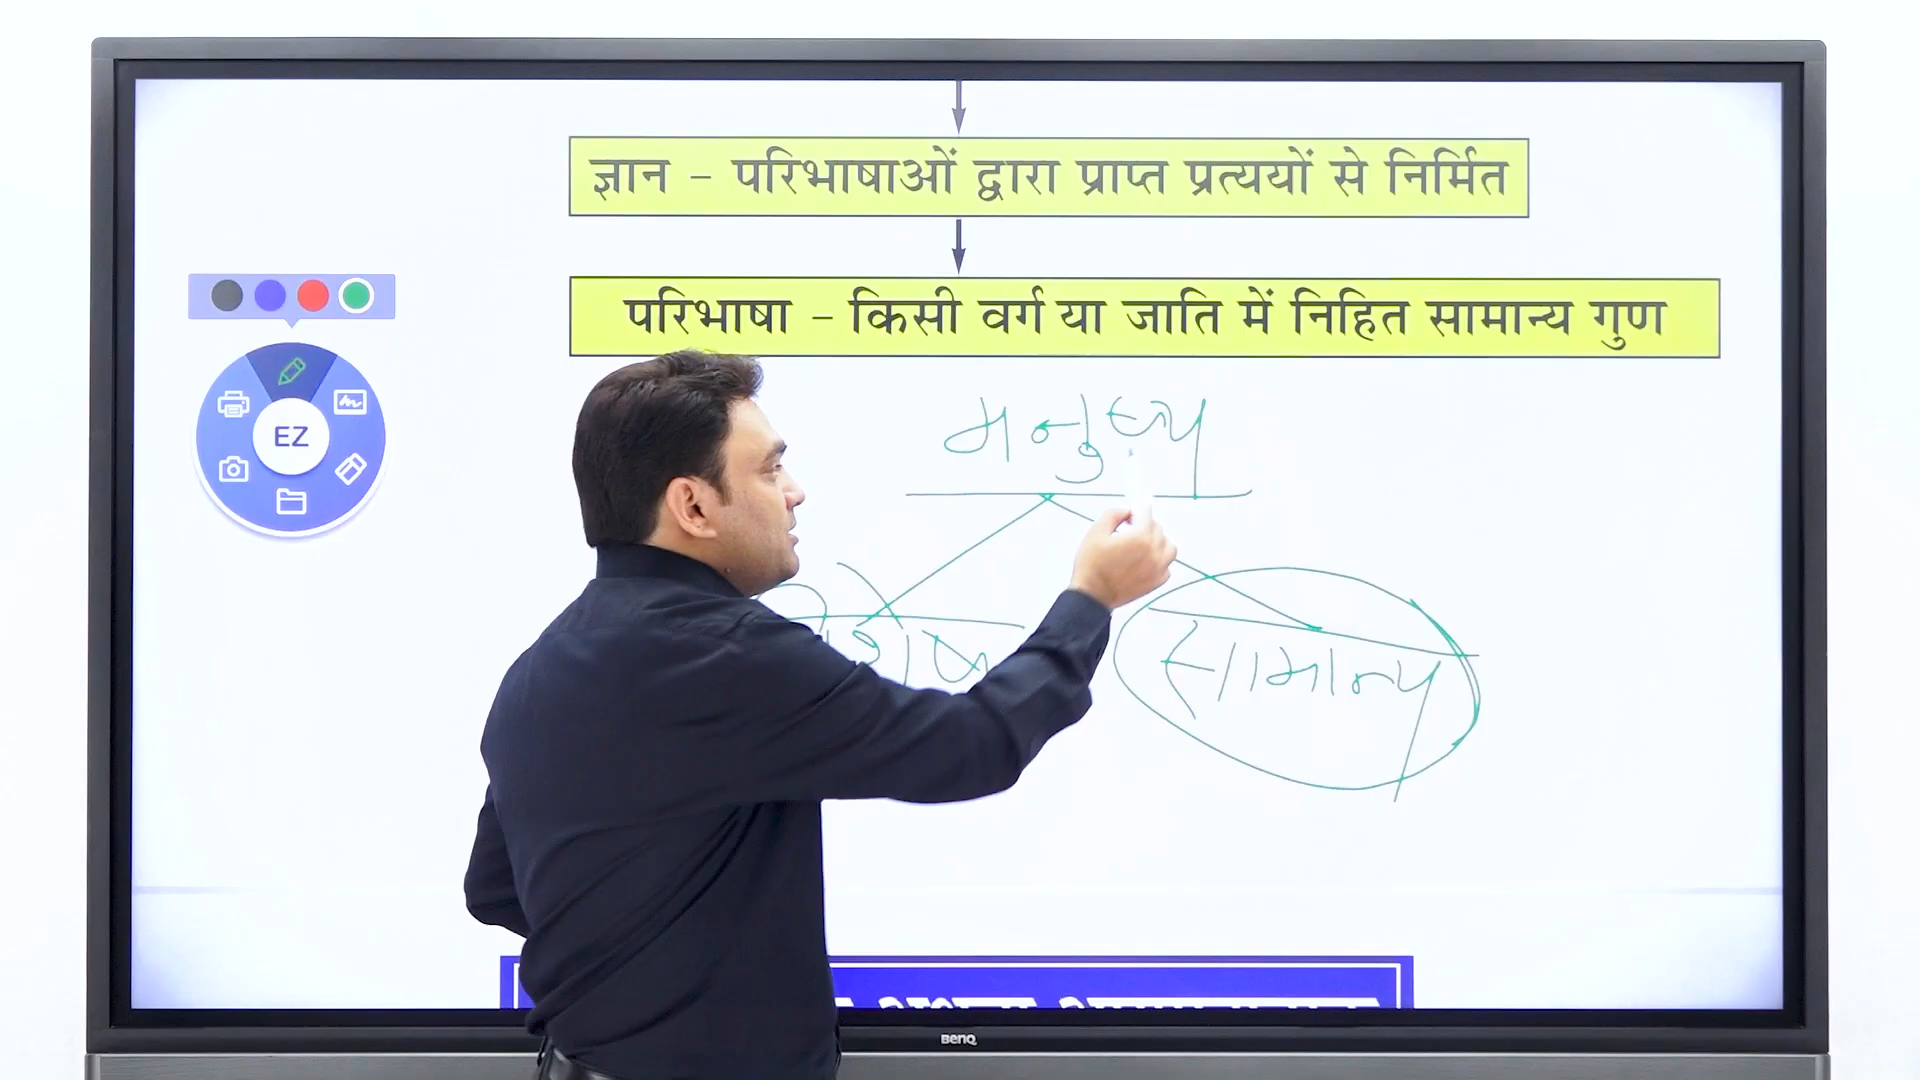 ज्ञान - परिभाषाओं द्वारा प्राप्त प्रत्ययों से निर्मित
परिभाषा - किसी वर्ग या जाति में निहित सामान्य गुण
EZ
मनुष्य
सामान्य
BenQ